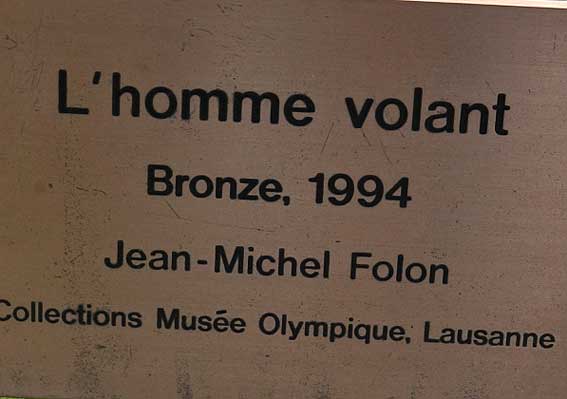 L'homme volant
Bronze, 1994
Jean-Michel Folon
Collections Musée Olympique, Lausanne